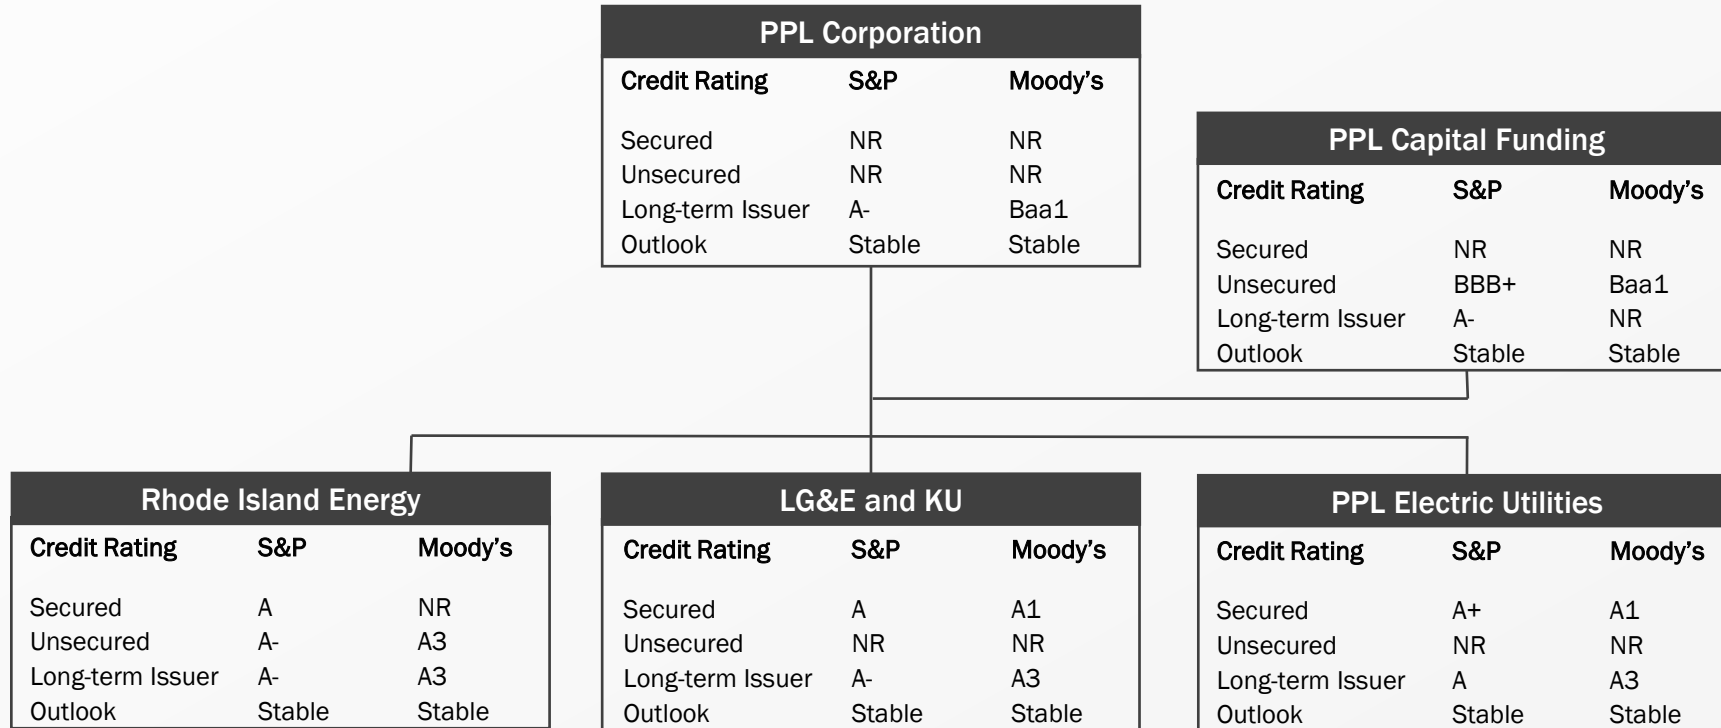 PPL Corporation
Credit Rating S&P Moody's
Secured NR NR
Unsecured NR NR
Long-term Issuer A- Baa1
Outlook Stable Stable
PPL Capital Funding
Credit Rating S&P Moody's
Secured NR NR
Unsecured BBB+ Baa1
Long-term Issuer A- NR
Outlook Stable Stable
Rhode Island Energy
Credit Rating S&P Moody's
Secured A NR
Unsecured A- A3
Long-term Issuer A- A3
Outlook Stable Stable
LG&E and KU
Credit Rating S&P Moody's
Secured A A1
Unsecured NR NR
Long-term Issuer A- A3
Outlook Stable Stable
PPL Electric Utilities
Credit Rating S&P Moody's
Secured A+ A1
Unsecured NR NR
Long-term Issuer A A3
Outlook Stable Stable